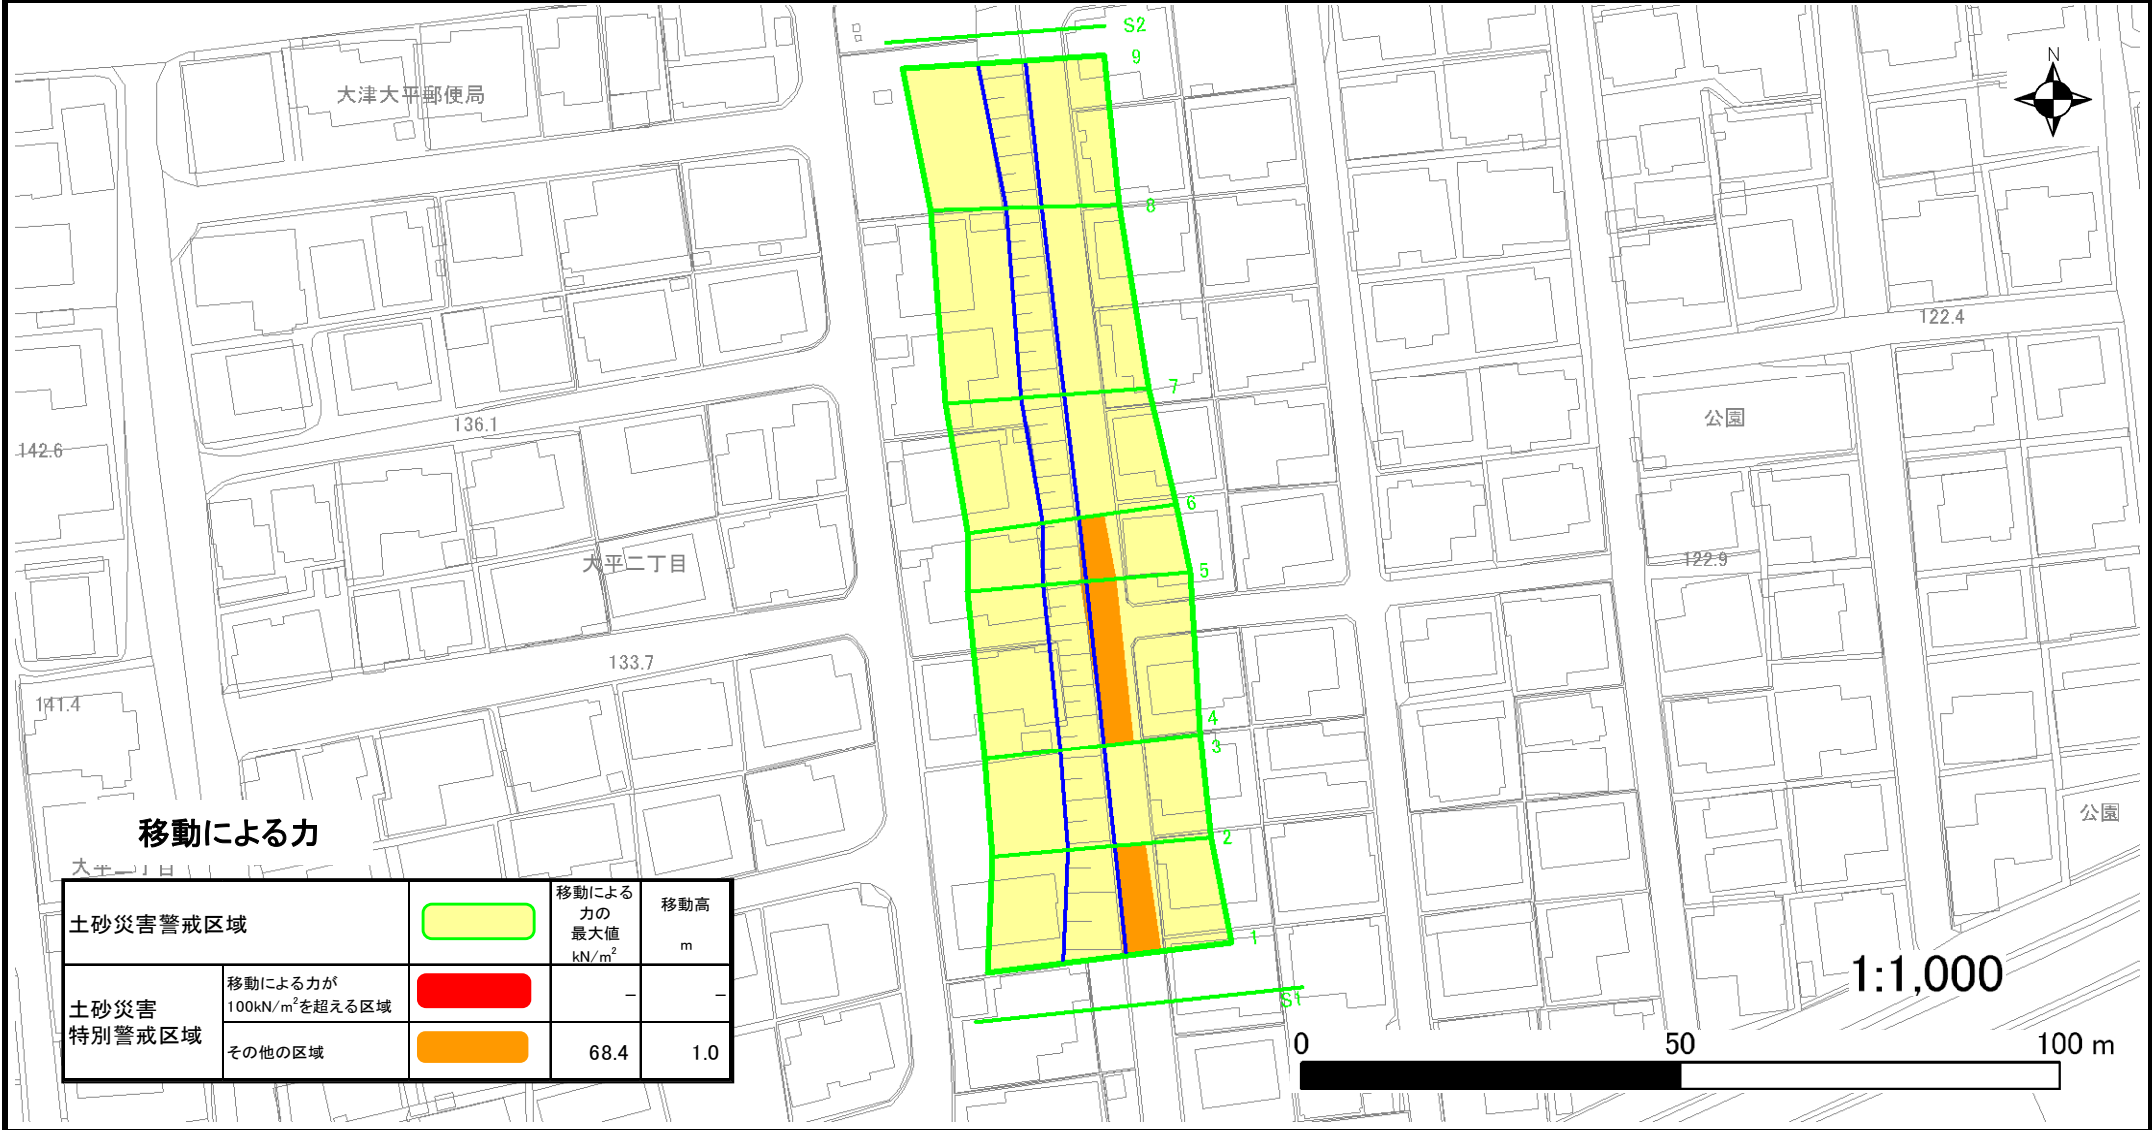 S2
9
N
大津大平郵便局
8
122.4
7
公園
136.1
142.6
6
122.9
大平二丁目
5
133.7
141.4
4
3
公園
移動による力
2
大平二丁目
1
S1
1:1,000
0 50 100 m
土砂災害警戒区域
移動による
力の
最大値
kN/m²
移動高
m
土砂災害
特別警戒区域
移動による力が
100kN/m²を超える区域
－ －
その他の区域
68.4 1.0